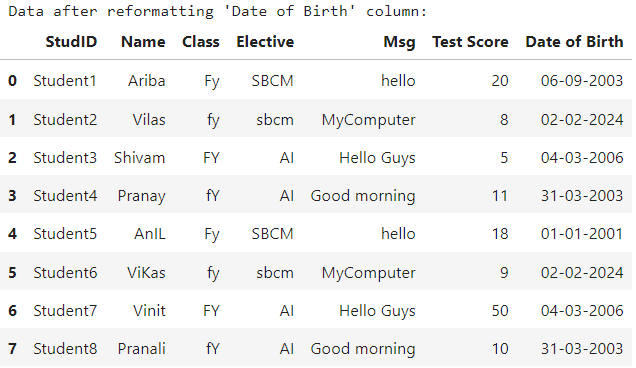 Data after reformatting 'Date of Birth' column:
StudID Name Class Elective Msg Test Score Date of Birth
0 Student1 Ariba Fy SBCM hello 20 06-09-2003
1 Student2 Vilas fy sbcm MyComputer 8 02-02-2024
2 Student3 Shivam FY AI Hello Guys 5 04-03-2006
3 Student4 Pranay fY AI Good morning 11 31-03-2003
4 Student5 AnIL Fy SBCM hello 18 01-01-2001
5 Student6 ViKas fy sbcm MyComputer 9 02-02-2024
6 Student7 Vinit FY AI Hello Guys 50 04-03-2006
7 Student8 Pranali fY AI Good morning 10 31-03-2003